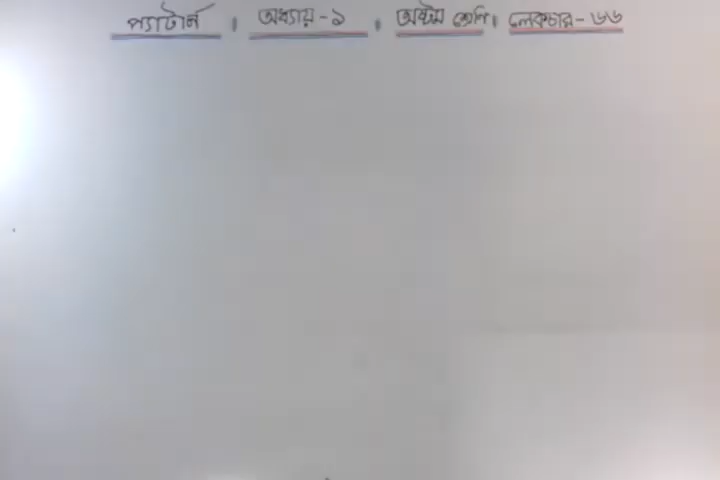 প্যাটার্ন । অধ্যায় - ১ । অষ্টম শ্রেণি । লেকচার - ৬৬